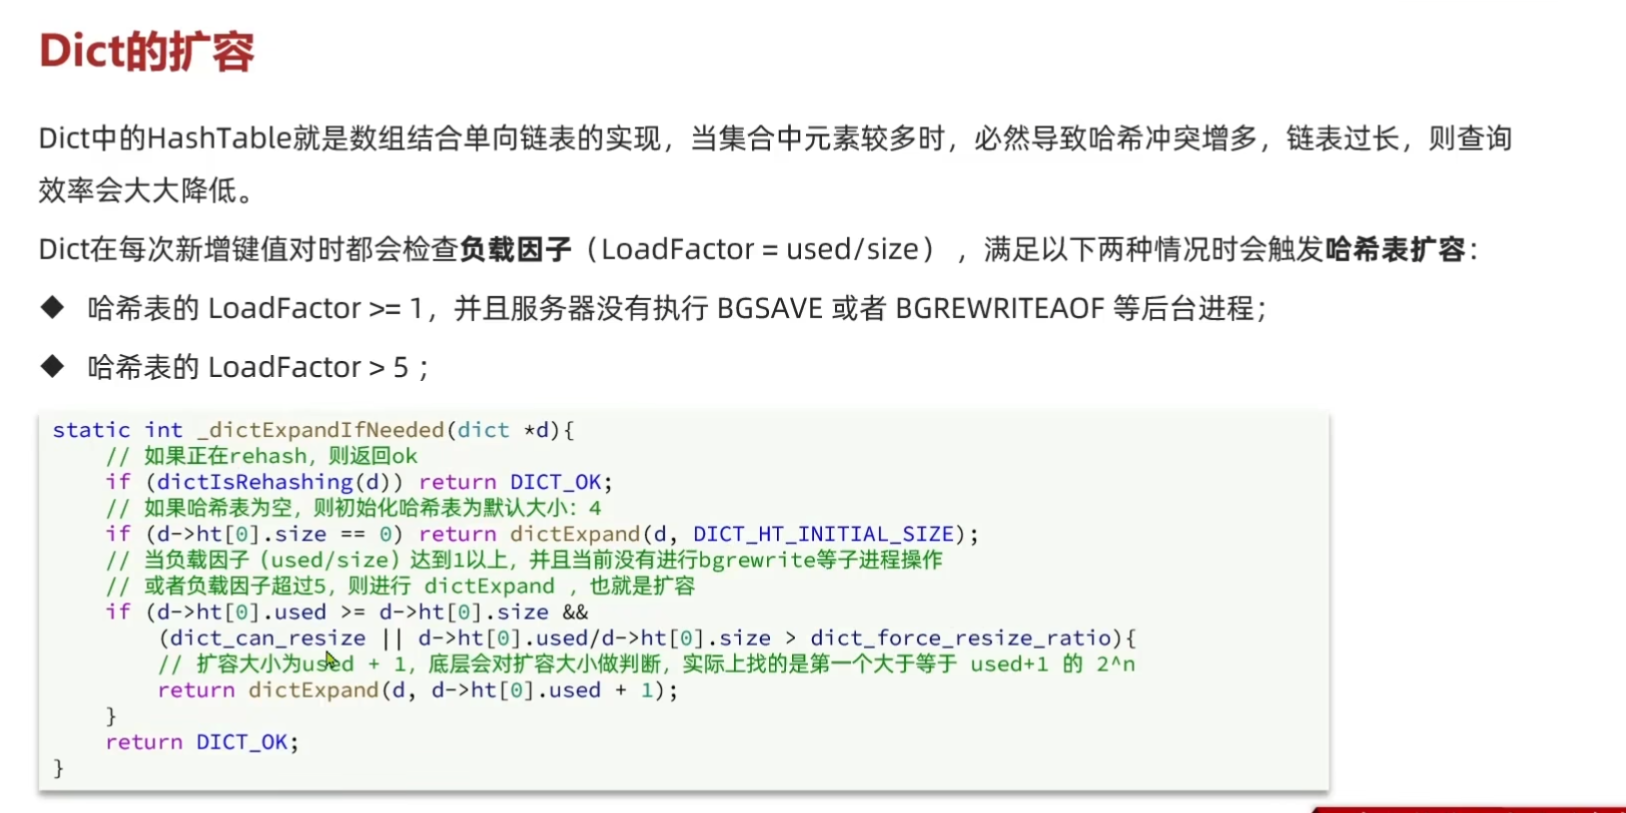 Dict的扩容
Dict中的HashTable就是数组结合单向链表的实现，当集合中元素较多时，必然导致哈希冲突增多，链表过长，则查询
效率会大大降低。
Dict在每次新增键值对时都会检查负载因子（LoadFactor = used/size），满足以下两种情况时会触发哈希表扩容：
◆ 哈希表的 LoadFactor >= 1，并且服务器没有执行 BGSAVE 或者 BGREWRITEAOF 等后台进程；
◆ 哈希表的 LoadFactor > 5 ；
static int _dictExpandIfNeeded(dict *d){
    // 如果正在rehash，则返回ok
    if (dictIsRehashing(d)) return DICT_OK;
    // 如果哈希表为空，则初始化哈希表为默认大小：4
    if (d->ht[0].size == 0) return dictExpand(d, DICT_HT_INITIAL_SIZE);
    // 当负载因子（used/size）达到1以上，并且当前没有进行bgrewrite等子进程操作
    // 或者负载因子超过5，则进行 dictExpand ，也就是扩容
    if (d->ht[0].used >= d->ht[0].size &&
        (dict_can_resize || d->ht[0].used/d->ht[0].size > dict_force_resize_ratio){
        // 扩容大小为used + 1，底层会对扩容大小做判断，实际上找的是第一个大于等于 used+1 的 2^n
        return dictExpand(d, d->ht[0].used + 1);
    }
    return DICT_OK;
}